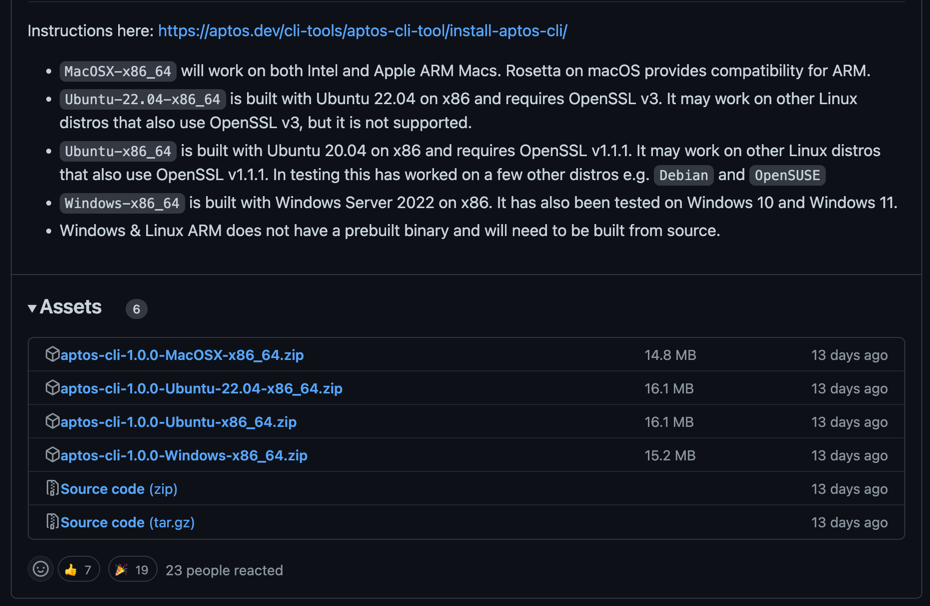 Instructions here: https://aptos.dev/cli-tools/aptos-cli-tool/install-aptos-cli/
• MacOSX-x86_64 will work on both Intel and Apple ARM Macs. Rosetta on macOS provides compatibility for ARM.
• Ubuntu-22.04-x86_64 is built with Ubuntu 22.04 on x86 and requires OpenSSL v3. It may work on other Linux
distros that also use OpenSSL v3, but it is not supported.
• Ubuntu-x86_64 is built with Ubuntu 20.04 on x86 and requires OpenSSL v1.1.1. It may work on other Linux distros
that also use OpenSSL v1.1.1. In testing this has worked on a few other distros e.g. Debian and OpenSUSE
• Windows-x86_64 is built with Windows Server 2022 on x86. It has also been tested on Windows 10 and Windows 11.
• Windows & Linux ARM does not have a prebuilt binary and will need to be built from source.
Assets 6
aptos-cli-1.0.0-MacOSX-x86_64.zip 14.8 MB 13 days ago
aptos-cli-1.0.0-Ubuntu-22.04-x86_64.zip 16.1 MB 13 days ago
aptos-cli-1.0.0-Ubuntu-x86_64.zip 16.1 MB 13 days ago
aptos-cli-1.0.0-Windows-x86_64.zip 15.2 MB 13 days ago
Source code (zip) 13 days ago
Source code (tar.gz) 13 days ago
👍 7 🎉 19 23 people reacted